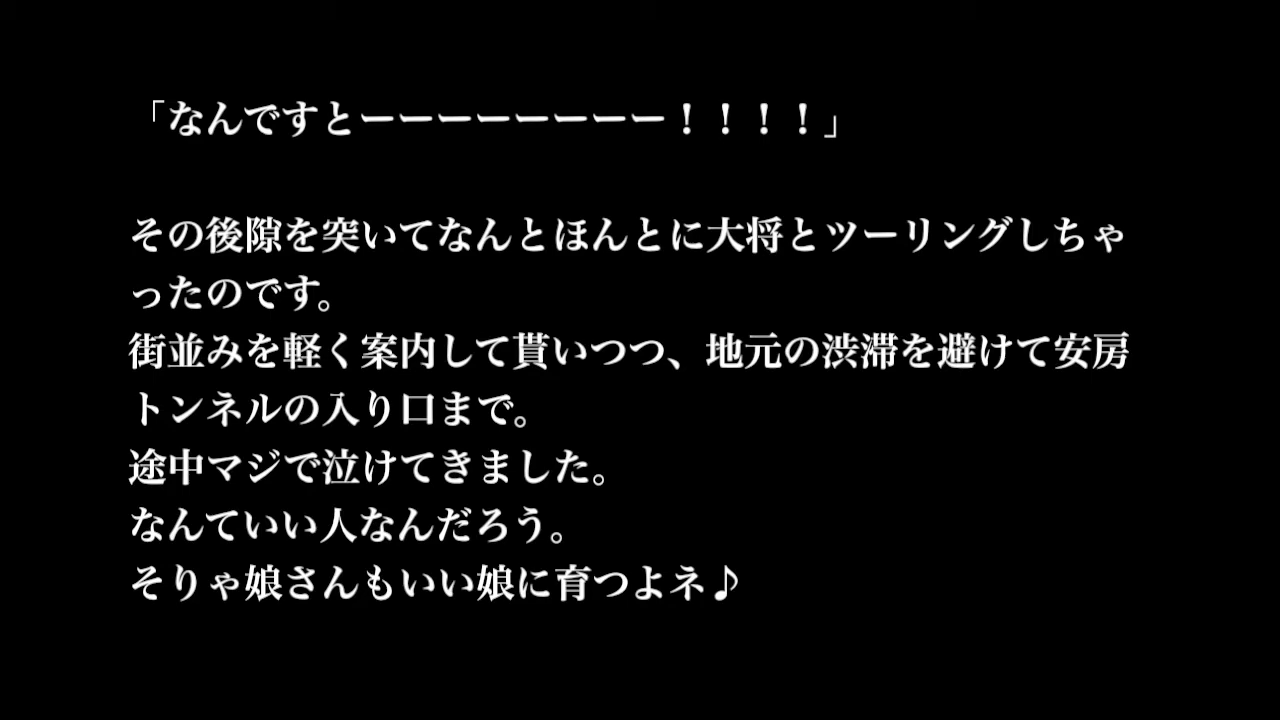 「なんですとーーーーーーーー！！！！」
その後隙を突いてなんとほんとに大将とツーリングしちゃ
ったのです。
街並みを軽く案内して貰いつつ、地元の渋滞を避けて安房
トンネルの入り口まで。
途中マジで泣けてきました。
なんていい人なんだろう。
そりゃ娘さんもいい娘に育つよネ♪